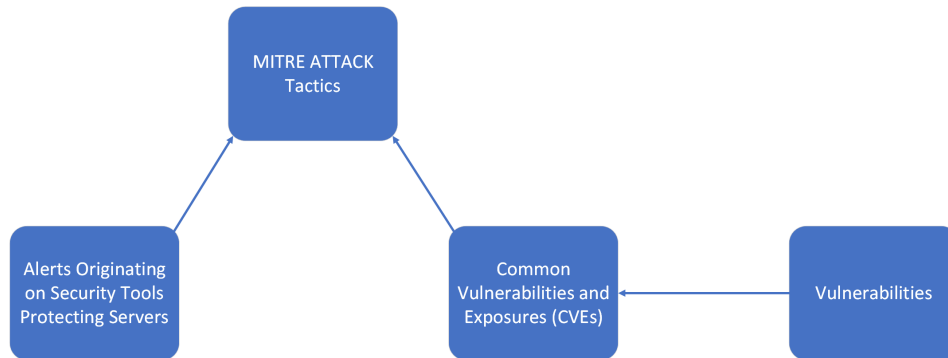 MITRE ATTACK
Tactics
Alerts Originating
on Security Tools
Protecting Servers
Common
Vulnerabilities and
Exposures (CVEs)
Vulnerabilities